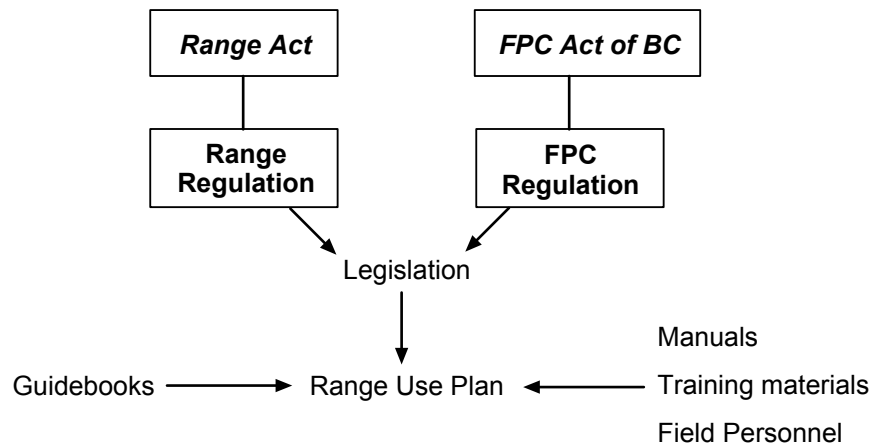 Range Act
FPC Act of BC
Range
Regulation
FPC
Regulation
Legislation
Manuals
Guidebooks
Range Use Plan
Training materials
Field Personnel